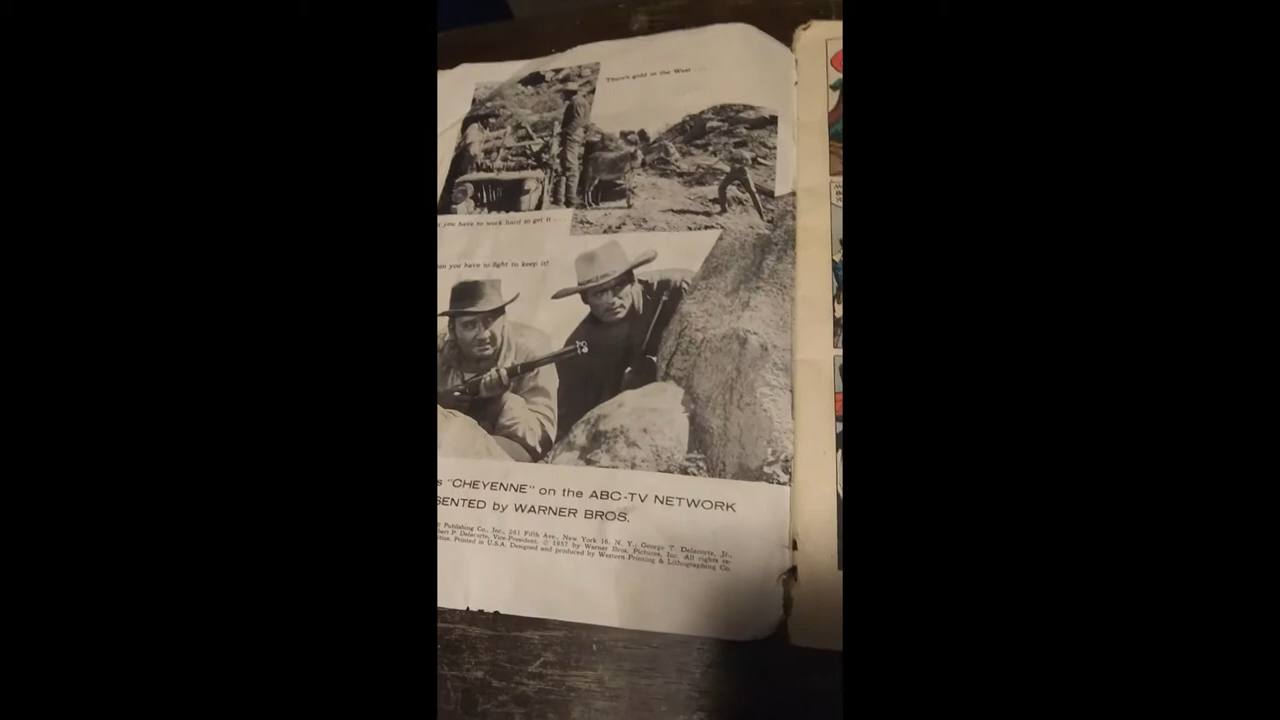 There's gold in the West . . .
you have to work hard to get it . . .
you have to fight to keep it!
"CHEYENNE" on the ABC-TV NETWORK
SENTED by WARNER BROS.
Publishing Co., Inc., 261 Fifth Ave., New York 16, N. Y.; George T. Delacorte, Jr.,
bert P. Delacorte, Vice-President. © 1957 by Warner Bros. Pictures, Inc. All rights re-
Printed in U.S.A. Designed and produced by Western Printing & Lithographing Co.